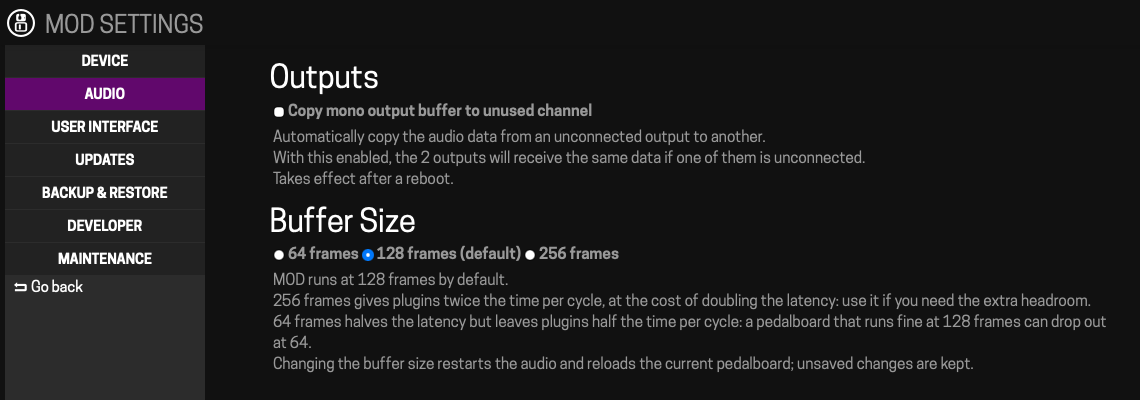 MOD SETTINGS
DEVICE
AUDIO
USER INTERFACE
UPDATES
BACKUP & RESTORE
DEVELOPER
MAINTENANCE
Go back
Outputs
Copy mono output buffer to unused channel
Automatically copy the audio data from an unconnected output to another.
With this enabled, the 2 outputs will receive the same data if one of them is unconnected.
Takes effect after a reboot.
Buffer Size
64 frames 128 frames (default) 256 frames
MOD runs at 128 frames by default.
256 frames gives plugins twice the time per cycle, at the cost of doubling the latency: use it if you need the extra headroom.
64 frames halves the latency but leaves plugins half the time per cycle: a pedalboard that runs fine at 128 frames can drop out
at 64.
Changing the buffer size restarts the audio and reloads the current pedalboard; unsaved changes are kept.